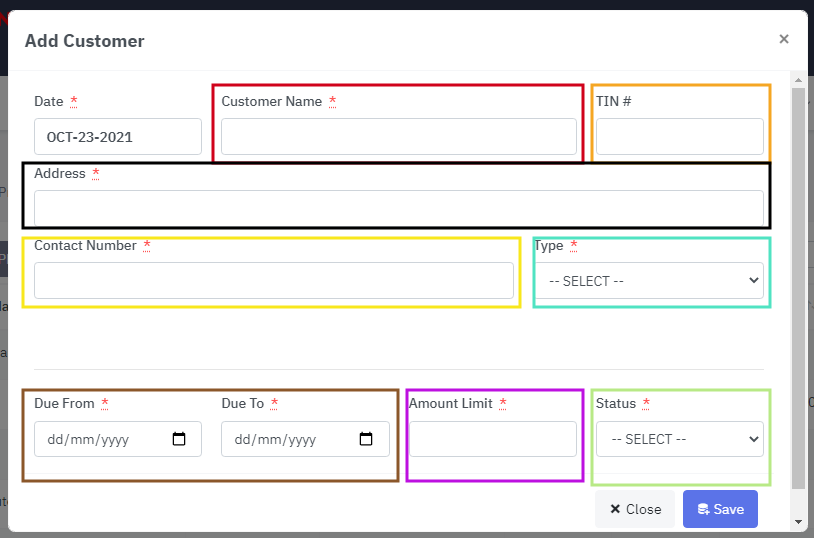 Add Customer ×
Date * Customer Name * TIN #
OCT-23-2021
Address *
Contact Number * Type *
-- SELECT --
Due From * Due To * Amount Limit * Status *
dd/mm/yyyy dd/mm/yyyy -- SELECT --
Close Save